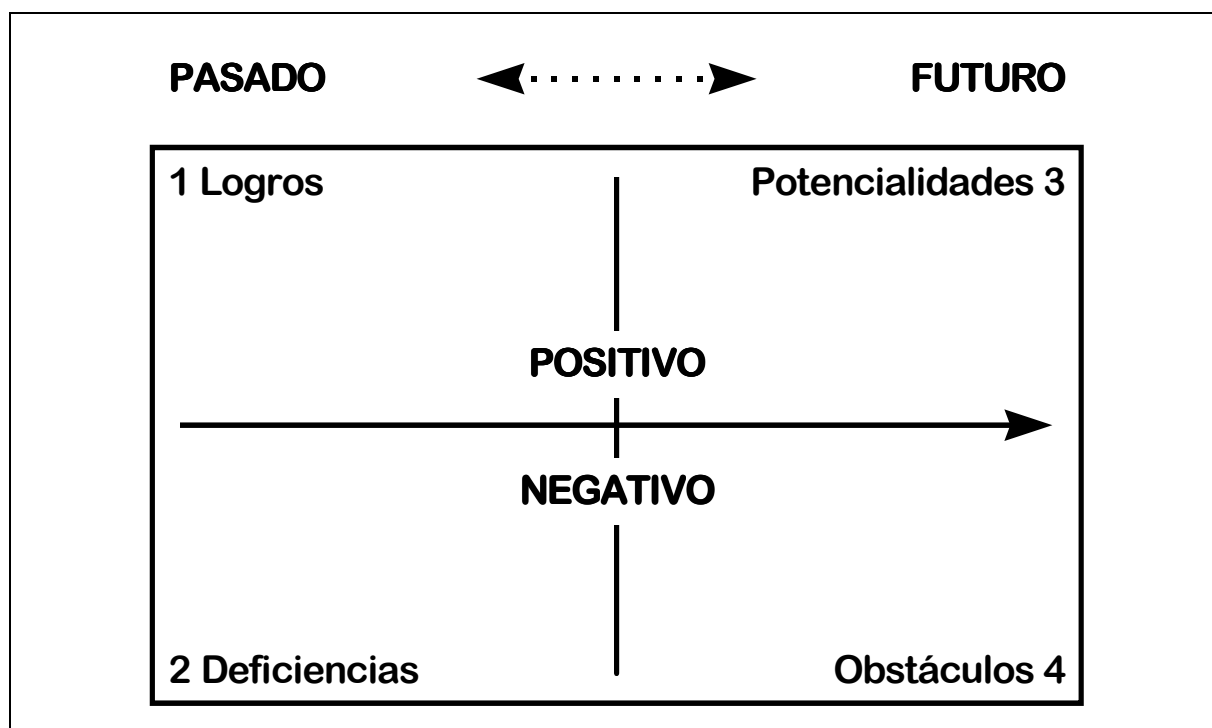 PASADO FUTURO
1 Logros Potencialidades 3
POSITIVO
NEGATIVO
2 Deficiencias Obstáculos 4